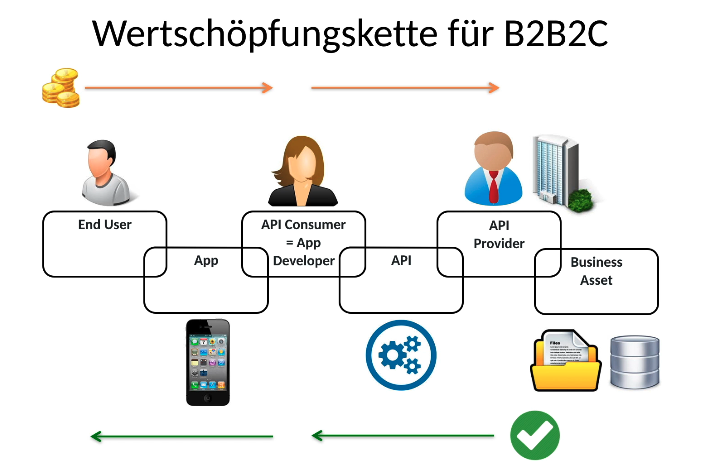 Wertschöpfungskette für B2B2C
End User
App
API Consumer
= App
Developer
API
API
Provider
Business
Asset
Files